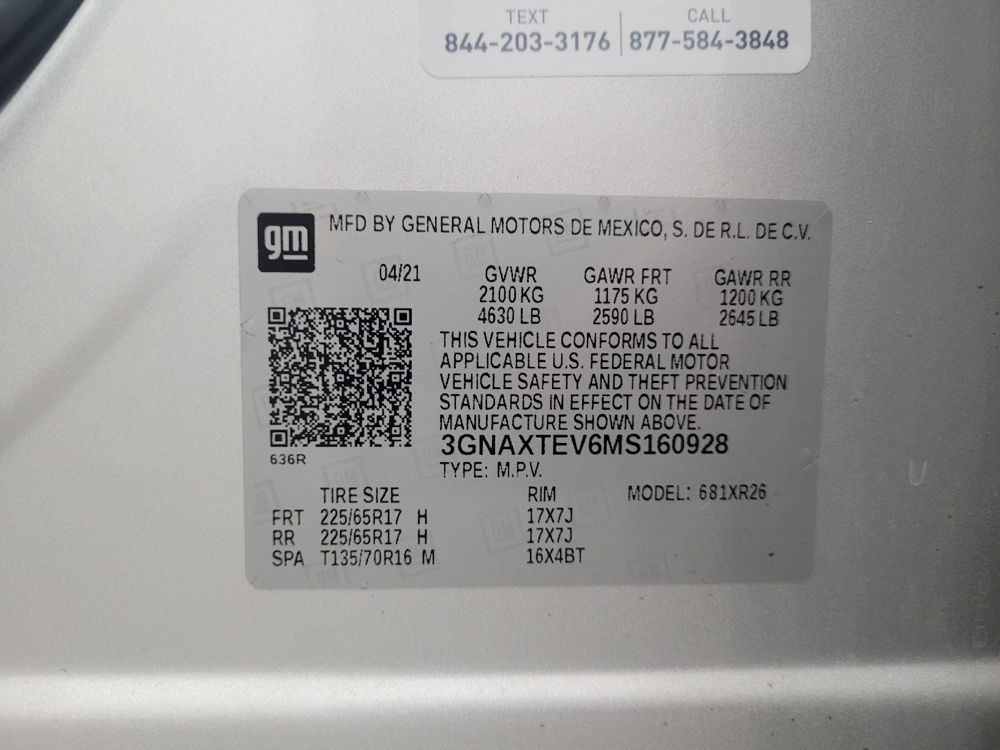 TEXT CALL
844-203-3176 877-584-3848
gm
MFD BY GENERAL MOTORS DE MEXICO, S. DE R.L. DE C.V.
04/21 GVWR GAWR FRT GAWR RR
2100 KG 1175 KG 1200 KG
4630 LB 2590 LB 2645 LB
THIS VEHICLE CONFORMS TO ALL
APPLICABLE U.S. FEDERAL MOTOR
VEHICLE SAFETY AND THEFT PREVENTION
STANDARDS IN EFFECT ON THE DATE OF
MANUFACTURE SHOWN ABOVE.
3GNAXTEV6MS160928
636R
TYPE: M.P.V.
TIRE SIZE RIM MODEL: 681XR26
FRT 225/65R17 H 17X7J
RR 225/65R17 H 17X7J
SPA T135/70R16 M 16X4BT